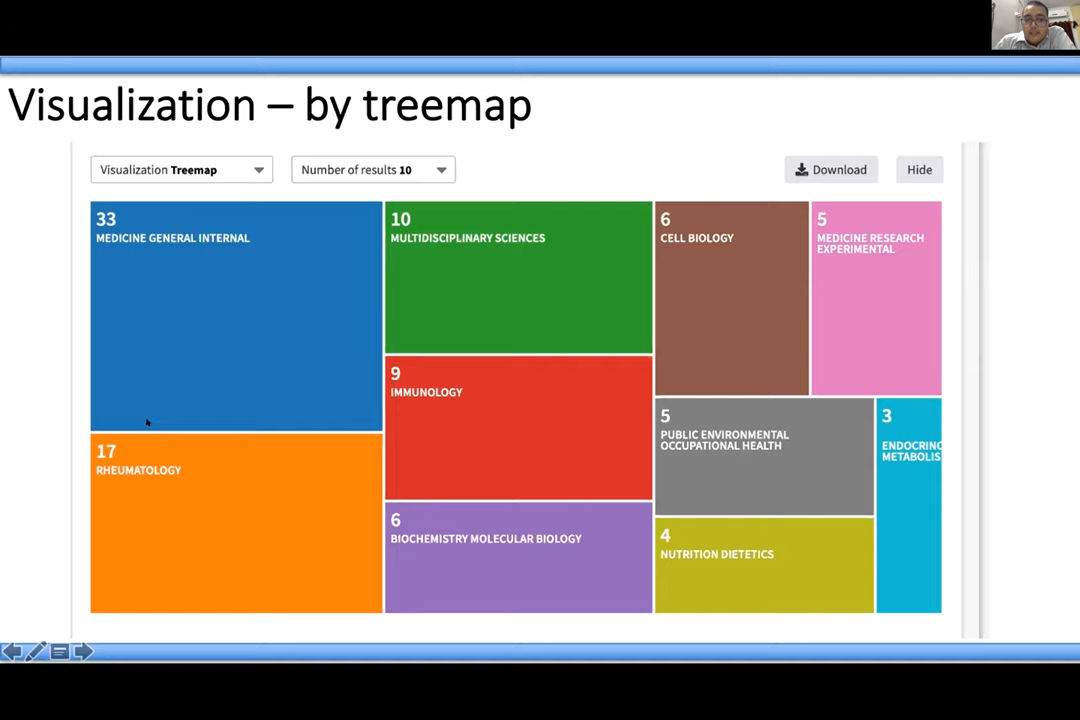 Visualization – by treemap
Visualization Treemap
Number of results 10
Download
Hide
33
MEDICINE GENERAL INTERNAL
10
MULTIDISCIPLINARY SCIENCES
6
CELL BIOLOGY
5
MEDICINE RESEARCH
EXPERIMENTAL
9
IMMUNOLOGY
5
PUBLIC ENVIRONMENTAL
OCCUPATIONAL HEALTH
3
ENDOCRINO
METABOLIS
17
RHEUMATOLOGY
6
BIOCHEMISTRY MOLECULAR BIOLOGY
4
NUTRITION DIETETICS